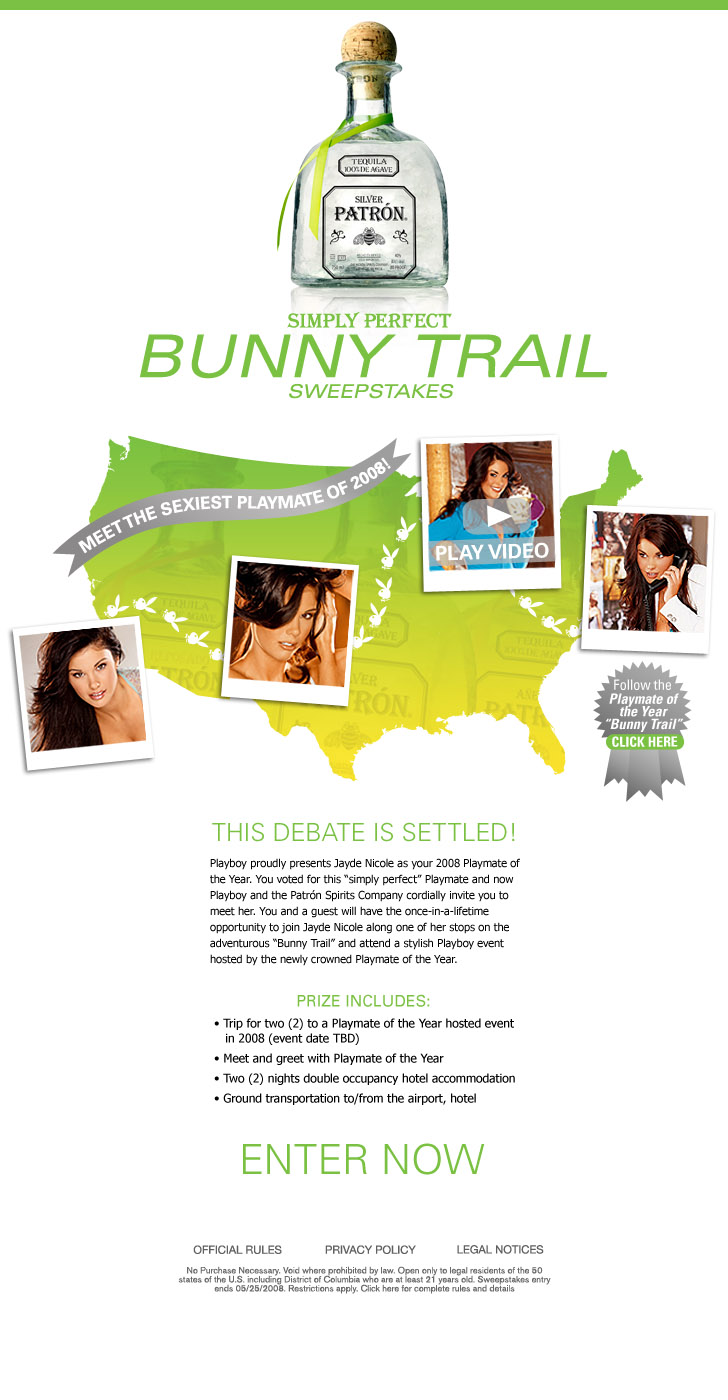 TEQUILA
100% DE AGAVE
SILVER
PATRÓN
SIMPLY PERFECT
BUNNY TRAIL
SWEEPSTAKES
MEET THE SEXIEST PLAYMATE OF 2008!
PLAY VIDEO
TEQUILA
AGAVE
SILVER
TRÓN
TEQUILA
100% DE AGAVE
PATR
Follow the
Playmate of
the Year
"Bunny Trail"
CLICK HERE
THIS DEBATE IS SETTLED!
Playboy proudly presents Jayde Nicole as your 2008 Playmate of
the Year. You voted for this "simply perfect" Playmate and now
Playboy and the Patrón Spirits Company cordially invite you to
meet her. You and a guest will have the once-in-a-lifetime
opportunity to join Jayde Nicole along one of her stops on the
adventurous "Bunny Trail" and attend a stylish Playboy event
hosted by the newly crowned Playmate of the Year.
PRIZE INCLUDES:
• Trip for two (2) to a Playmate of the Year hosted event
in 2008 (event date TBD)
• Meet and greet with Playmate of the Year
• Two (2) nights double occupancy hotel accommodation
• Ground transportation to/from the airport, hotel
ENTER NOW
OFFICIAL RULES PRIVACY POLICY LEGAL NOTICES
No Purchase Necessary. Void where prohibited by law. Open only to legal residents of the 50
states of the U.S. including District of Columbia who are at least 21 years old. Sweepstakes entry
ends 05/25/2008. Restrictions apply. Click here for complete rules and details